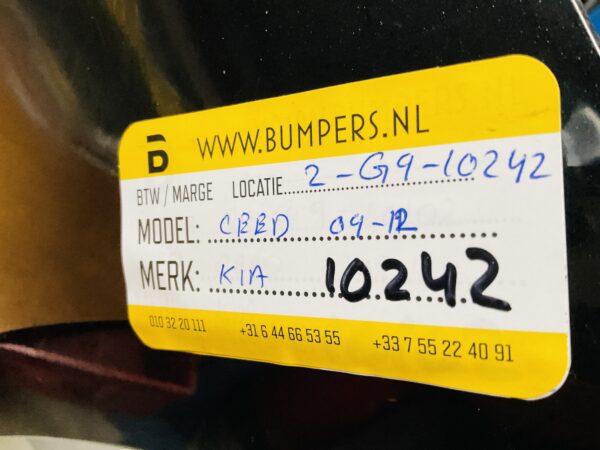 WWW.BUMPERS.NL
BTW / MARGE LOCATIE: 2-G9-10242
MODEL: CEED 09-12
MERK: KIA 10242
010 32 20 111 +31 6 44 66 53 55 +33 7 55 22 40 91